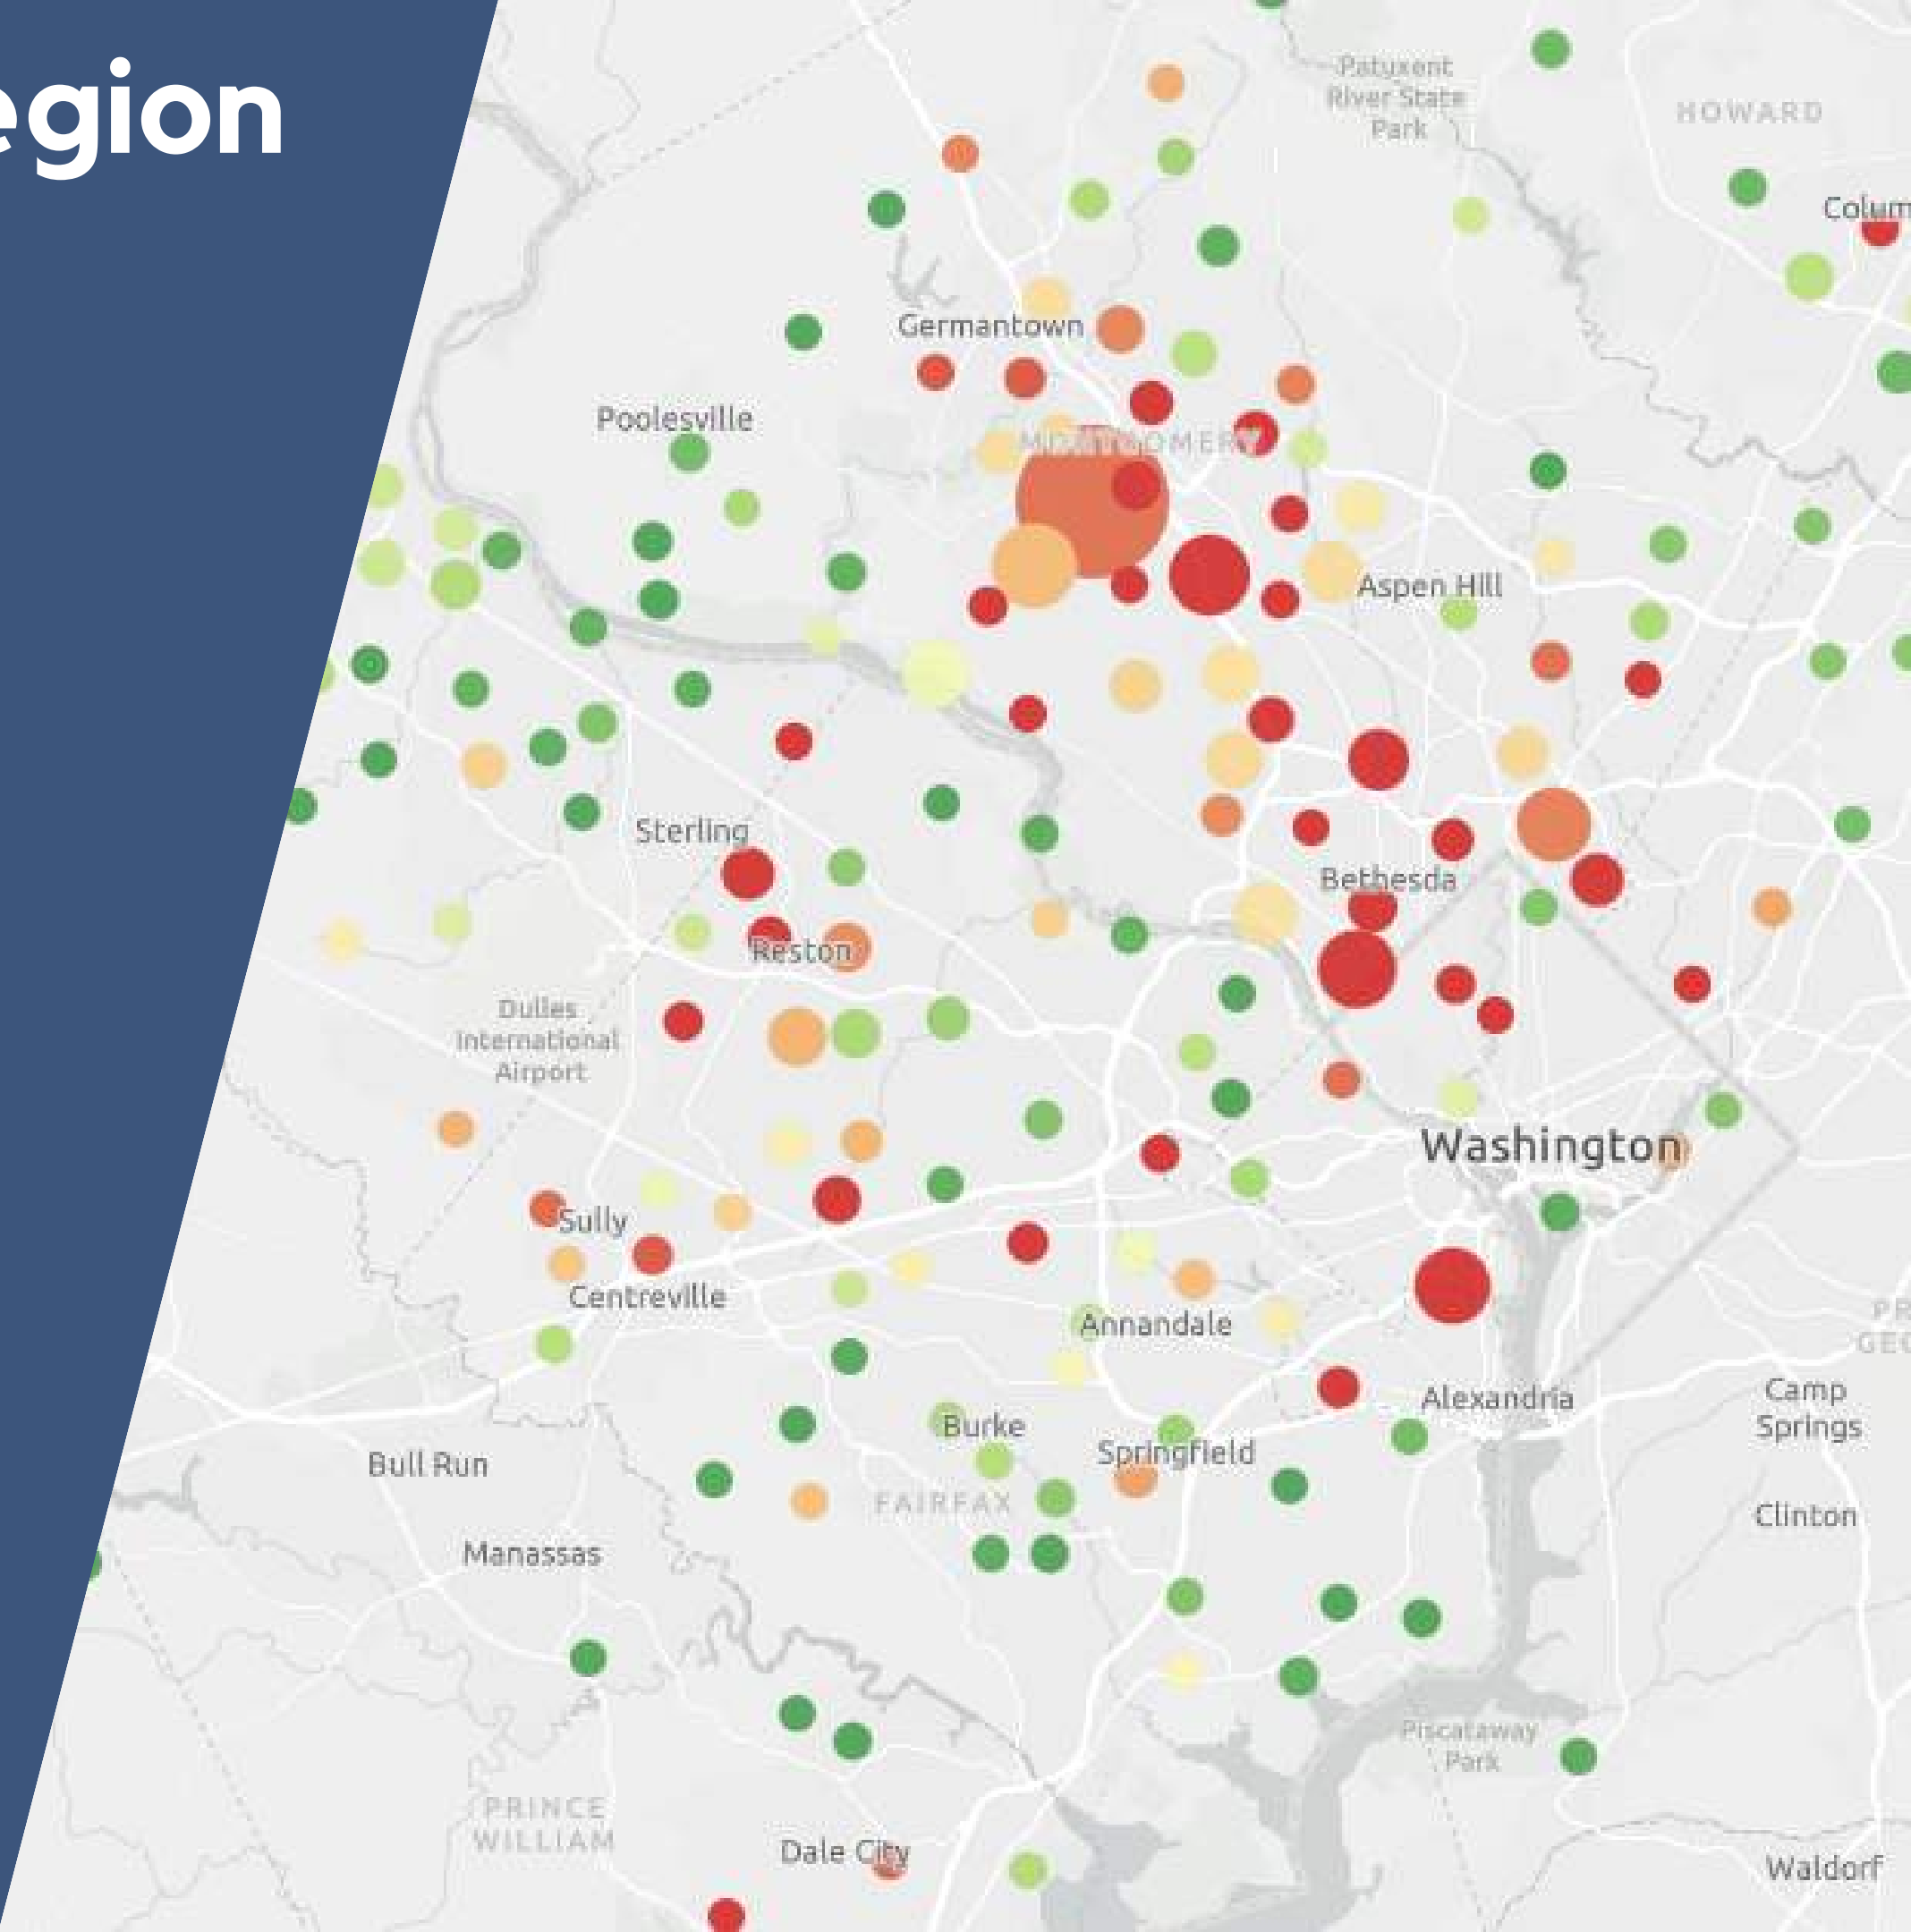 egion
Patuxent
River State
Park
HOWARD
Colum
Germantown
Poolesville
MONTGOMERY
Aspen Hill
Sterling
Bethesda
Reston
Dulles
International
Airport
Washington
Sully
Centreville
Annandale
PR
GEO
Alexandria
Camp
Springs
Burke
Springfield
Bull Run
FAIRFAX
Clinton
Manassas
Piscataway
Park
PRINCE
WILLIAM
Dale City
Waldorf